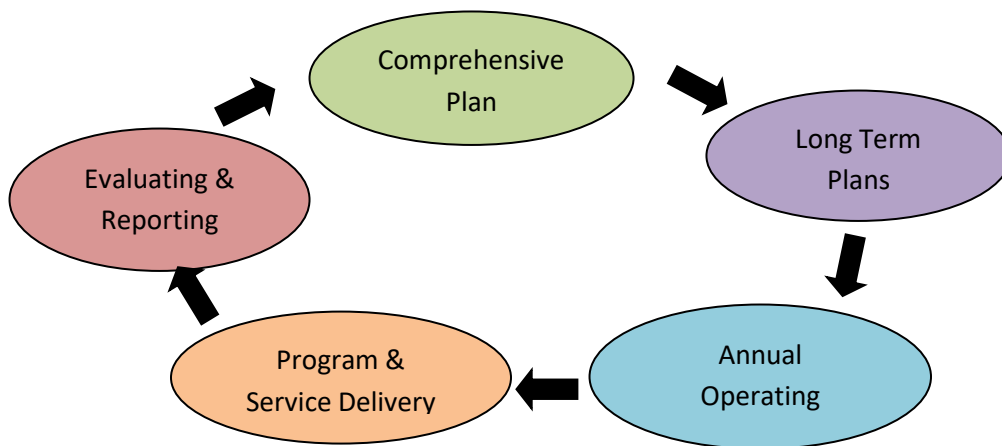 Comprehensive
Plan
Long Term
Plans
Annual
Operating
Program &
Service Delivery
Evaluating &
Reporting